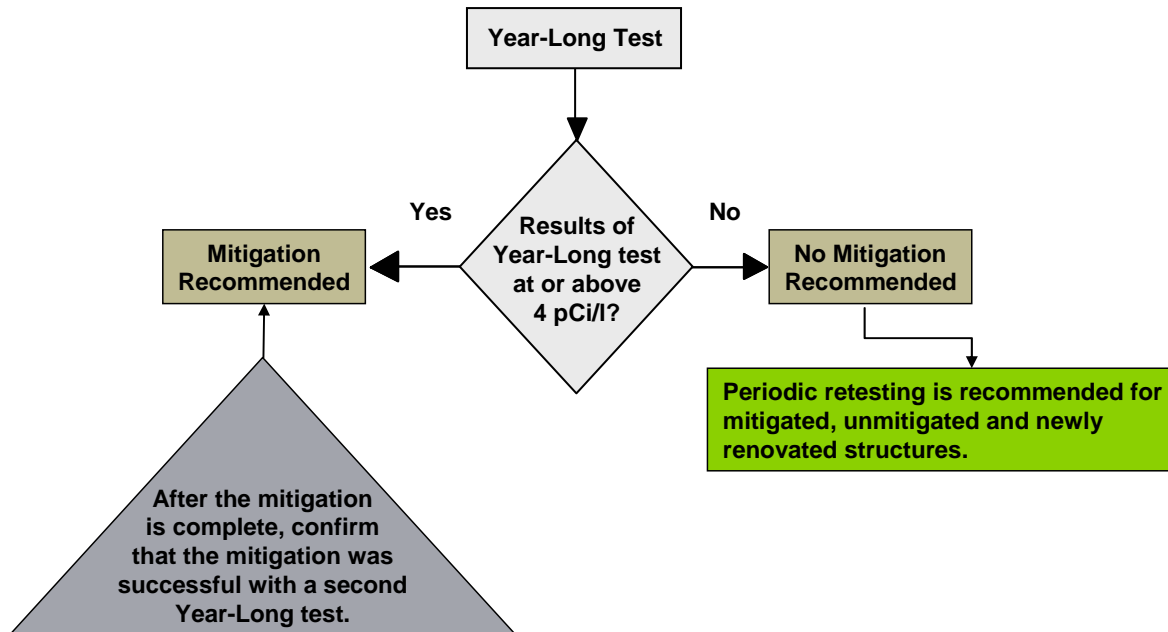 Year-Long Test
Yes
No
Results of
Year-Long test
at or above
4 pCi/l?
Mitigation
Recommended
No Mitigation
Recommended
Periodic retesting is recommended for
mitigated, unmitigated and newly
renovated structures.
After the mitigation
is complete, confirm
that the mitigation was
successful with a second
Year-Long test.